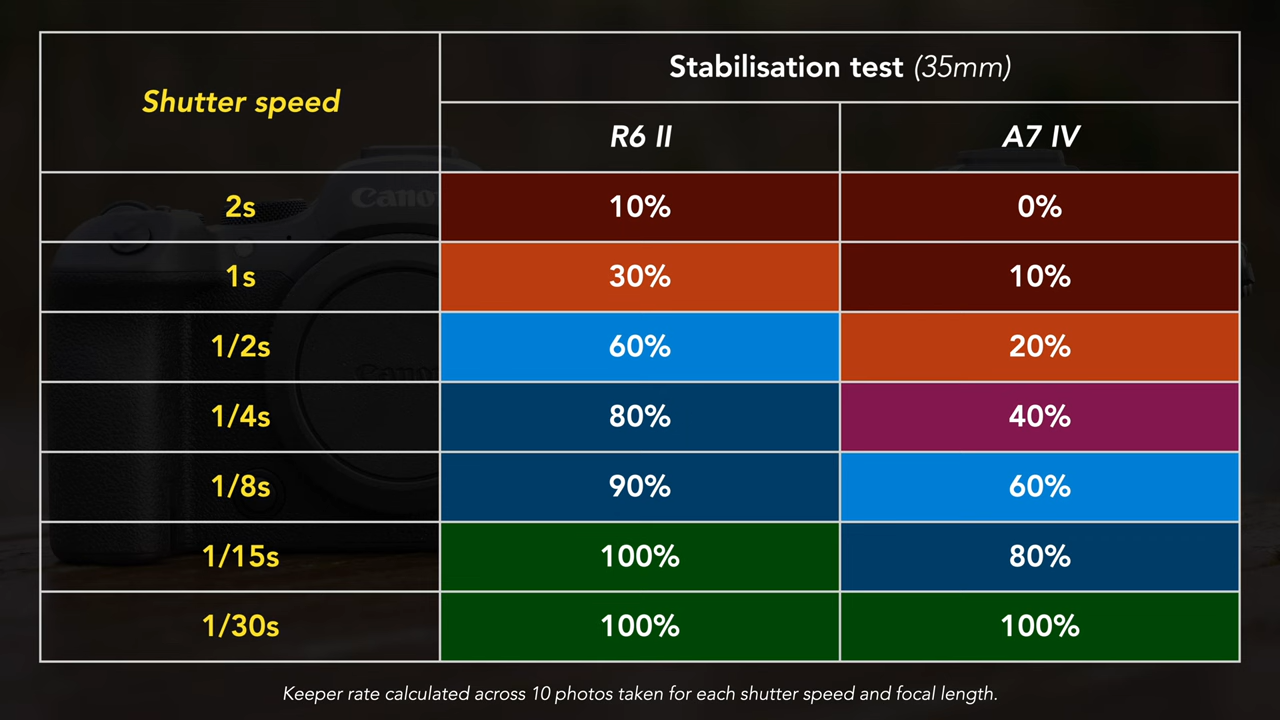 Shutter speed
Stabilisation test (35mm)
R6 II
A7 IV
2s
10%
0%
1s
30%
10%
1/2s
60%
20%
1/4s
80%
40%
1/8s
90%
60%
1/15s
100%
80%
1/30s
100%
100%
Keeper rate calculated across 10 photos taken for each shutter speed and focal length.
Canon
Canon